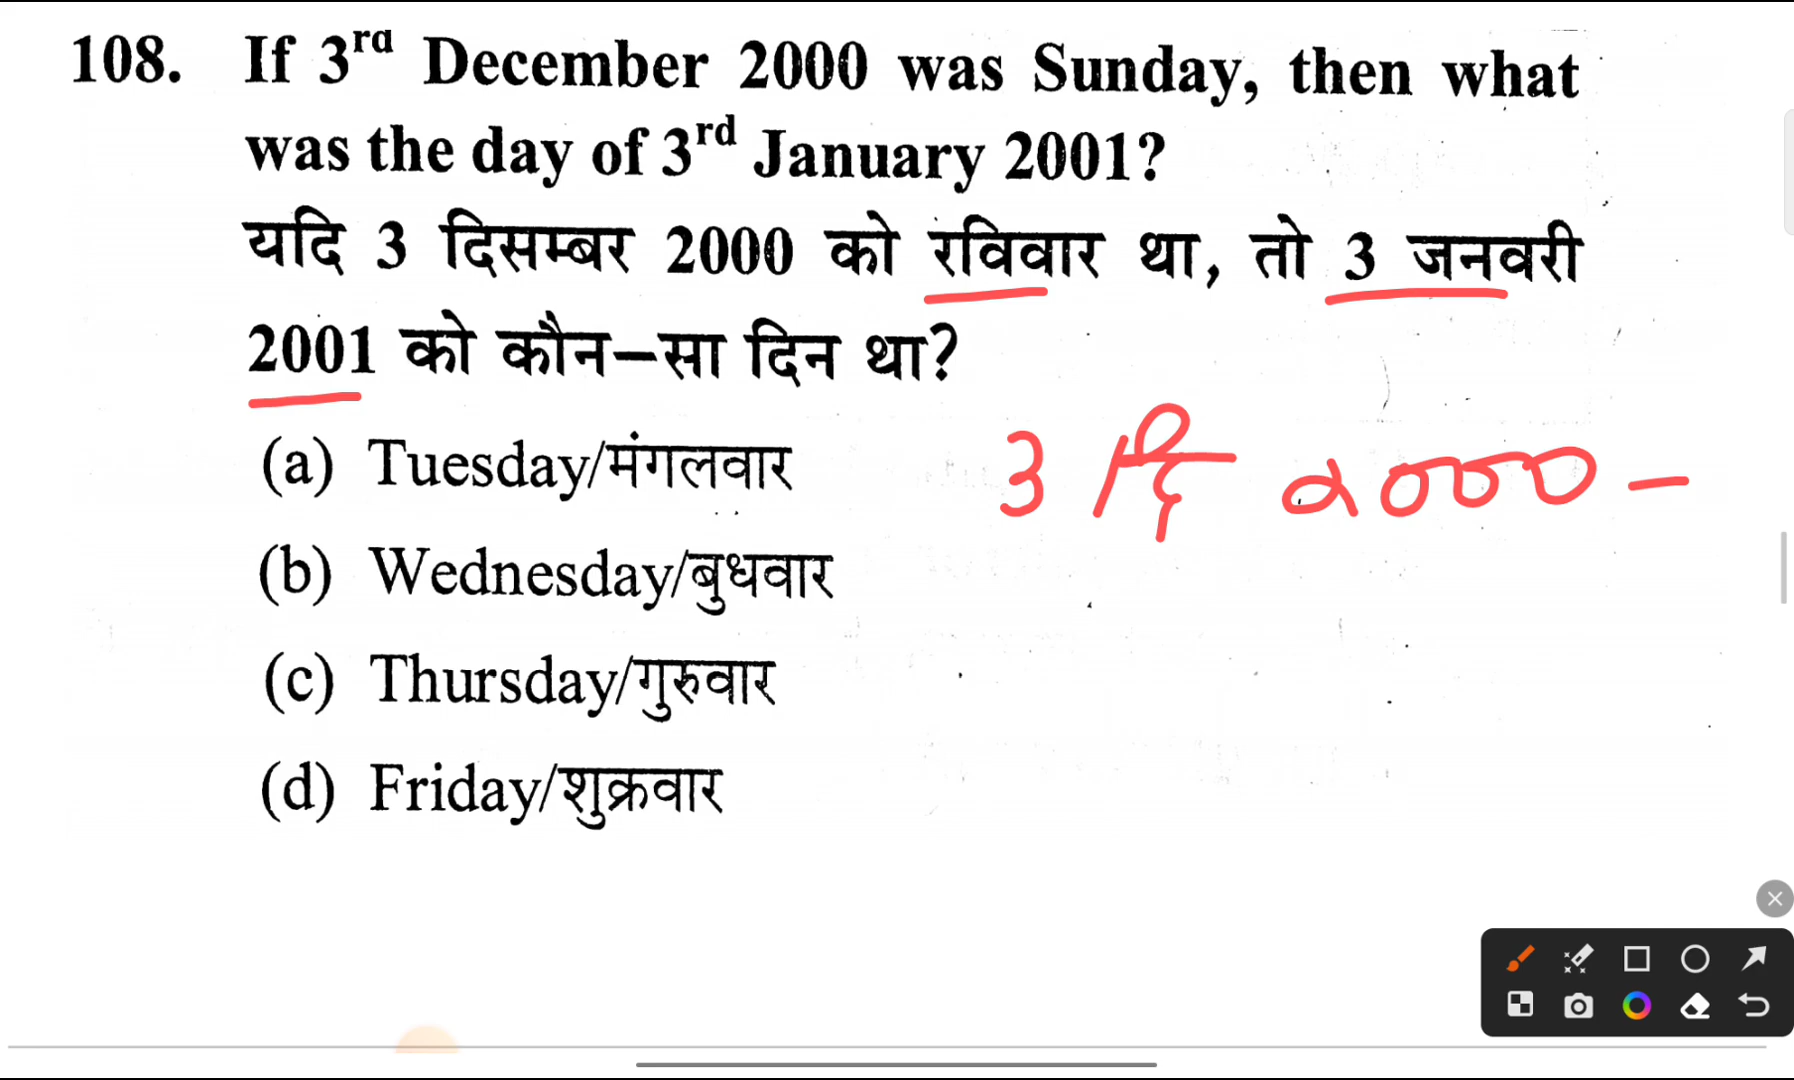 108. If 3rd December 2000 was Sunday, then what
was the day of 3rd January 2001?
यदि 3 दिसम्बर 2000 को रविवार था, तो 3 जनवरी
2001 को कौन–सा दिन था?
(a) Tuesday/मंगलवार
3 दि २००० –
(b) Wednesday/बुधवार
(c) Thursday/गुरुवार
(d) Friday/शुक्रवार